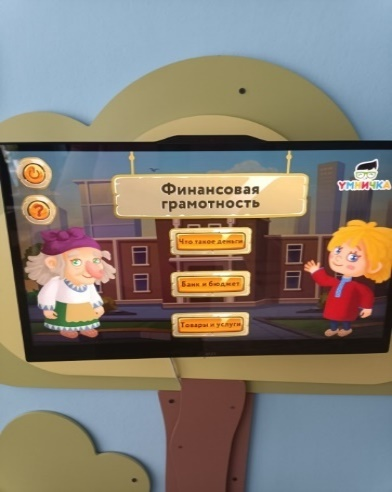 Финансовая
грамотность
УМНИЧКА
Что такое деньги
Банк и бюджет
Товары и услуги
?